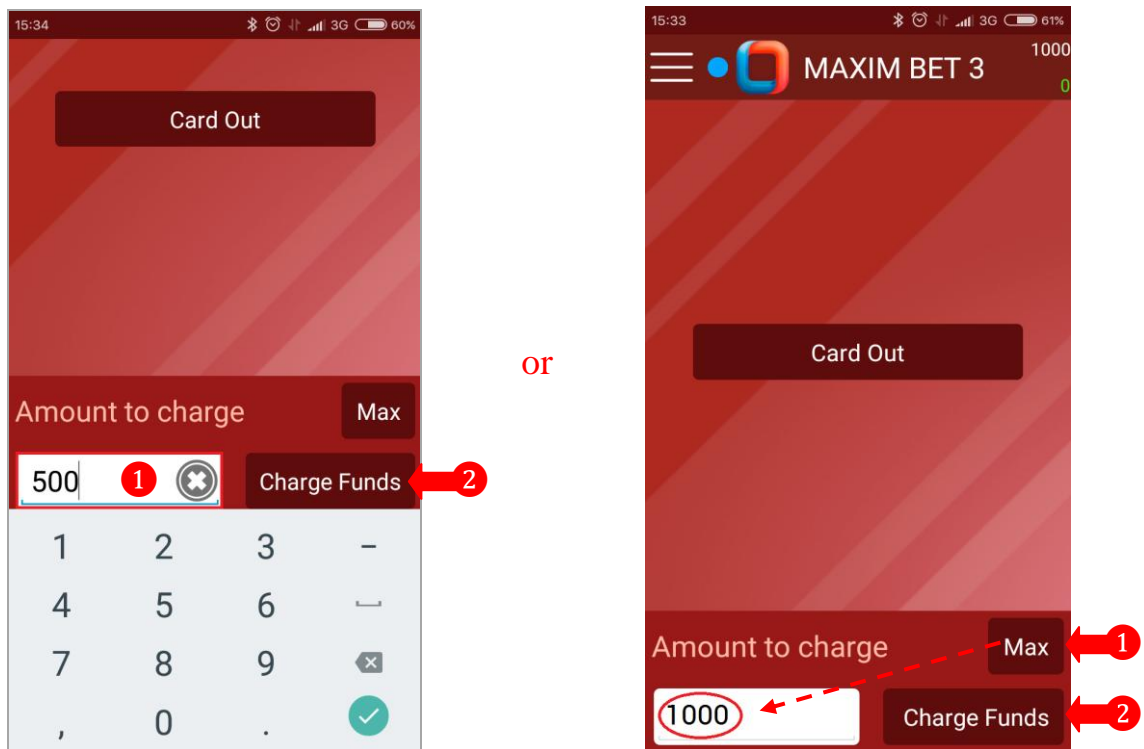 15:34 3G 60%
Card Out
Amount to charge Max
500 1 Charge Funds 2
1 2 3 -
4 5 6
7 8 9
, 0 .
or
15:33 3G 61%
MAXIM BET 3 1000
0
Card Out
Amount to charge Max 1
1000 Charge Funds 2